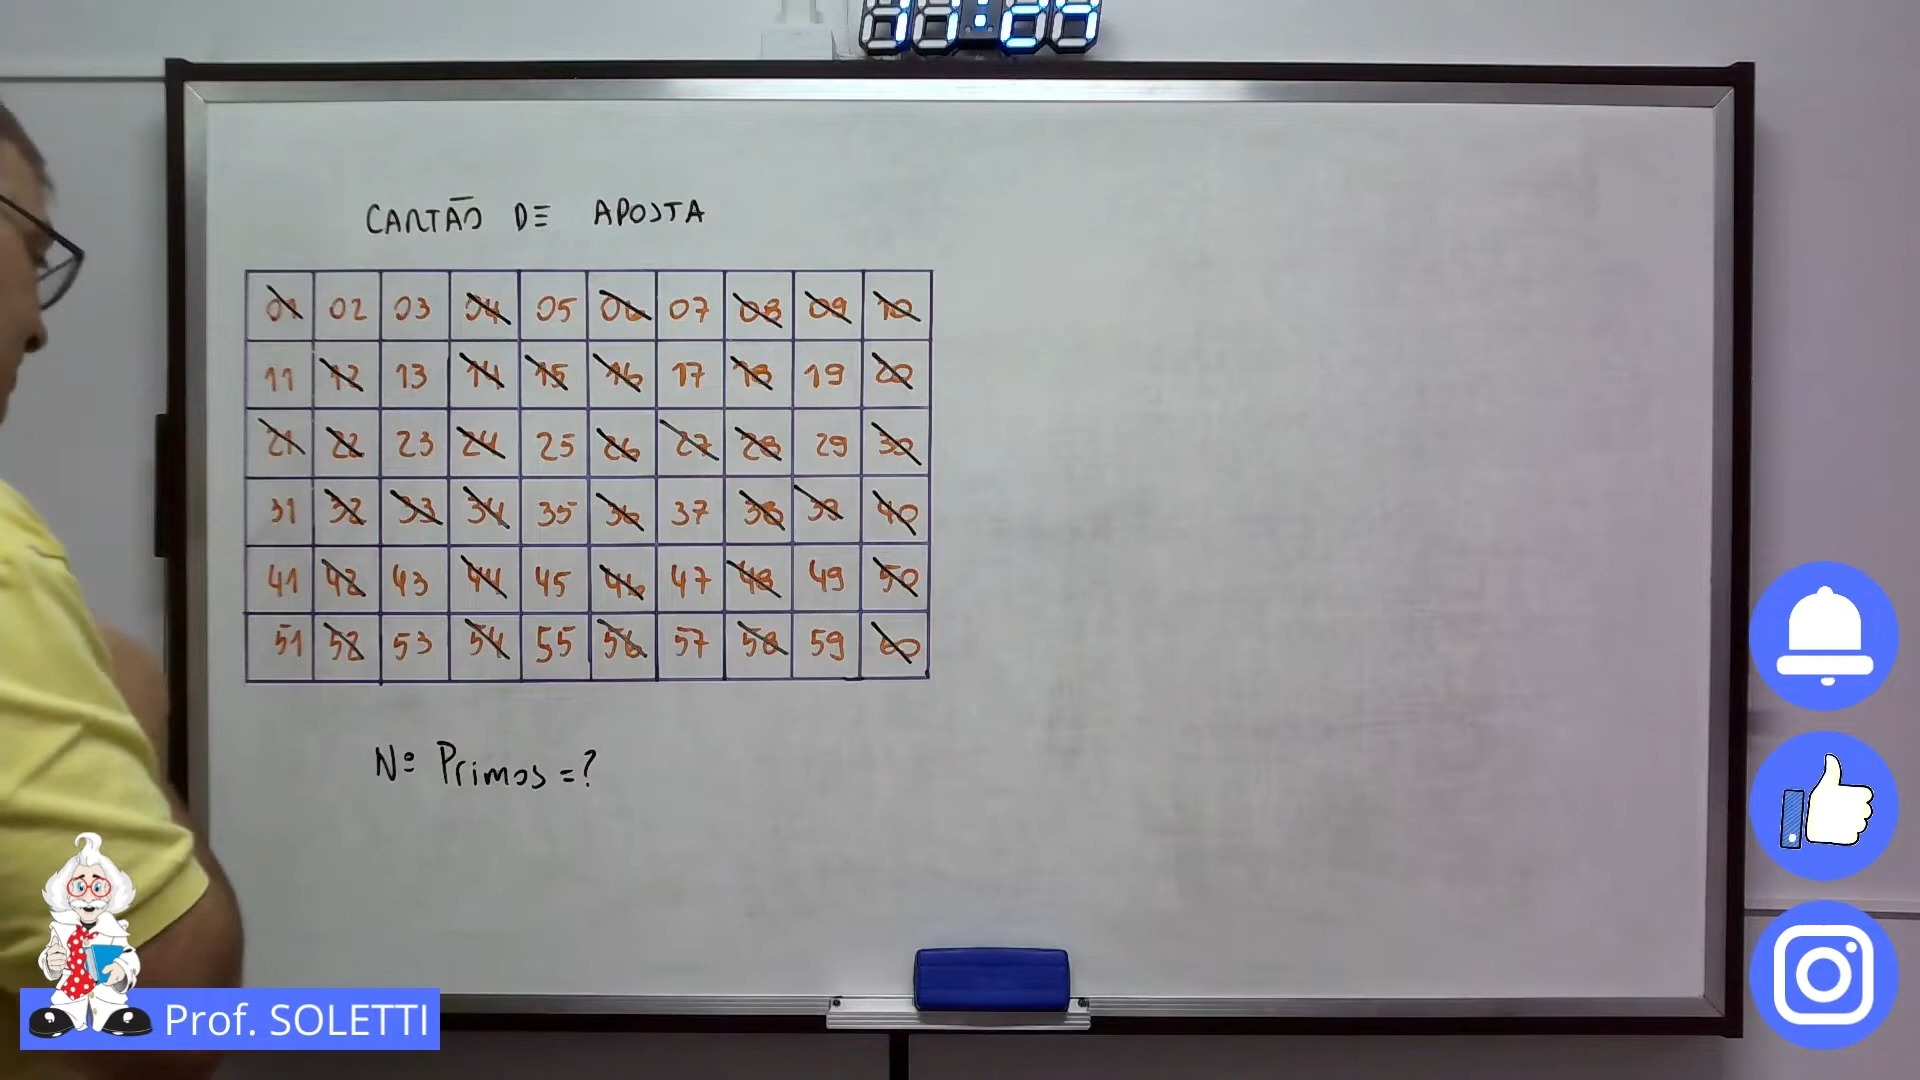 CARTÃO DE APOSTA
01 02 03 04 05 06 07 08 09 10
11 12 13 14 15 16 17 18 19 20
21 22 23 24 25 26 27 28 29 30
31 32 33 34 35 36 37 38 39 40
41 42 43 44 45 46 47 48 49 50
51 52 53 54 55 56 57 58 59 60
Nº Primos = ?
Prof. SOLETTI